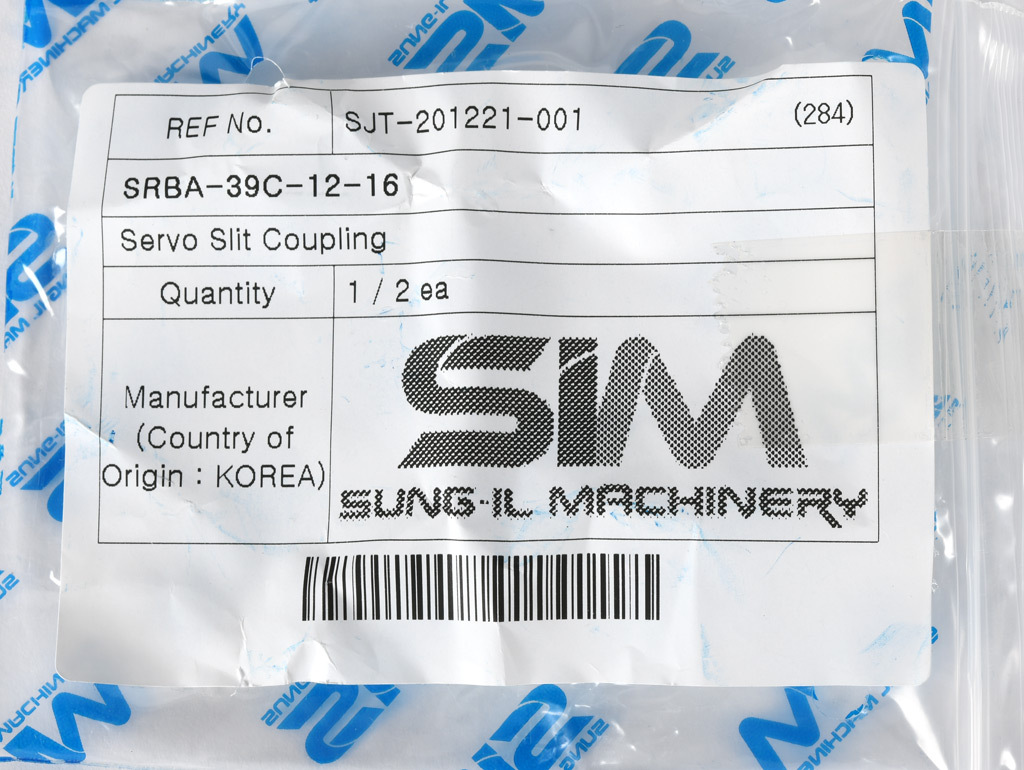 REF No. SJT-201221-001 (284)
SRBA-39C-12-16
Servo Slit Coupling
Quantity 1 / 2 ea
Manufacturer
(Country of
Origin : KOREA)
SIM
SUNG-IL MACHINERY